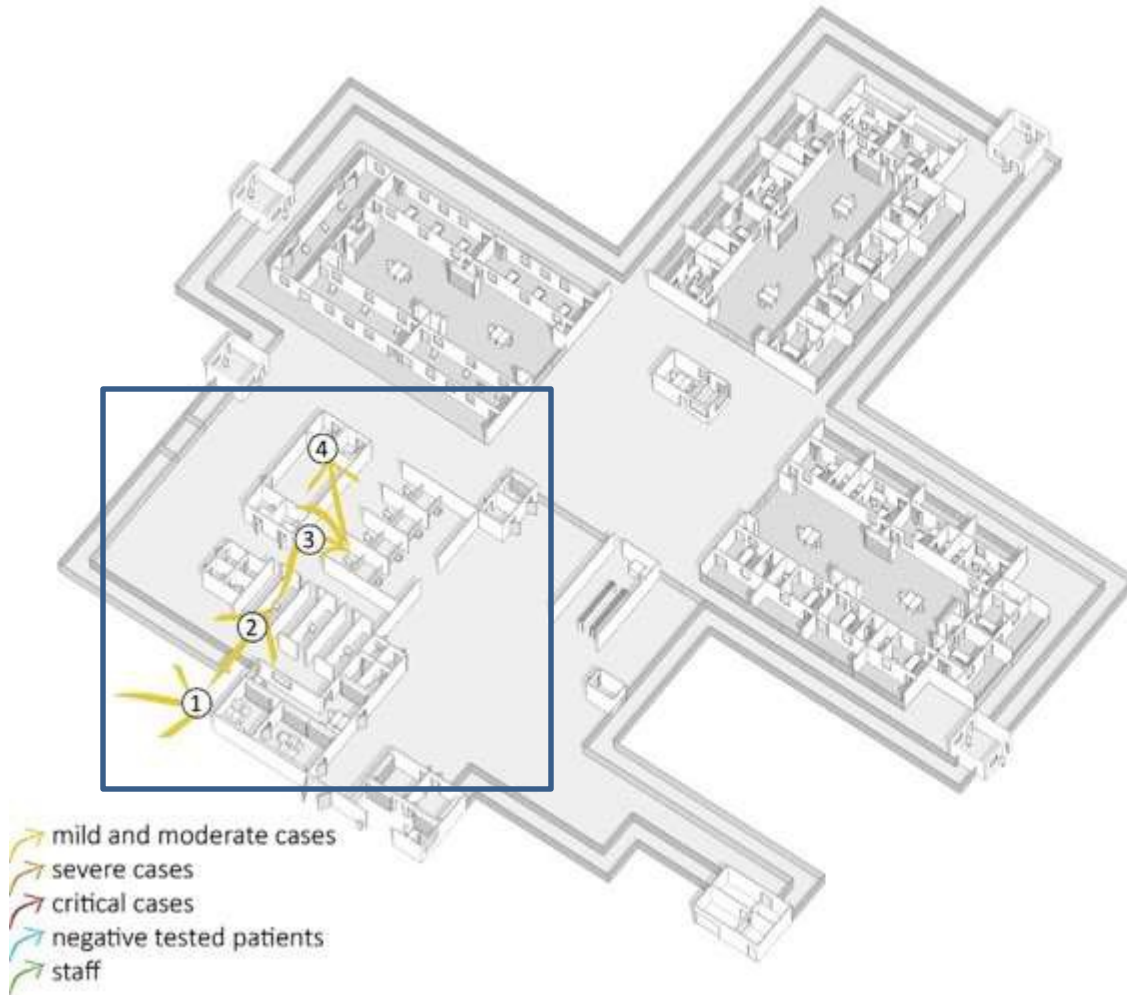 4
3
2
1
mild and moderate cases
severe cases
critical cases
negative tested patients
staff